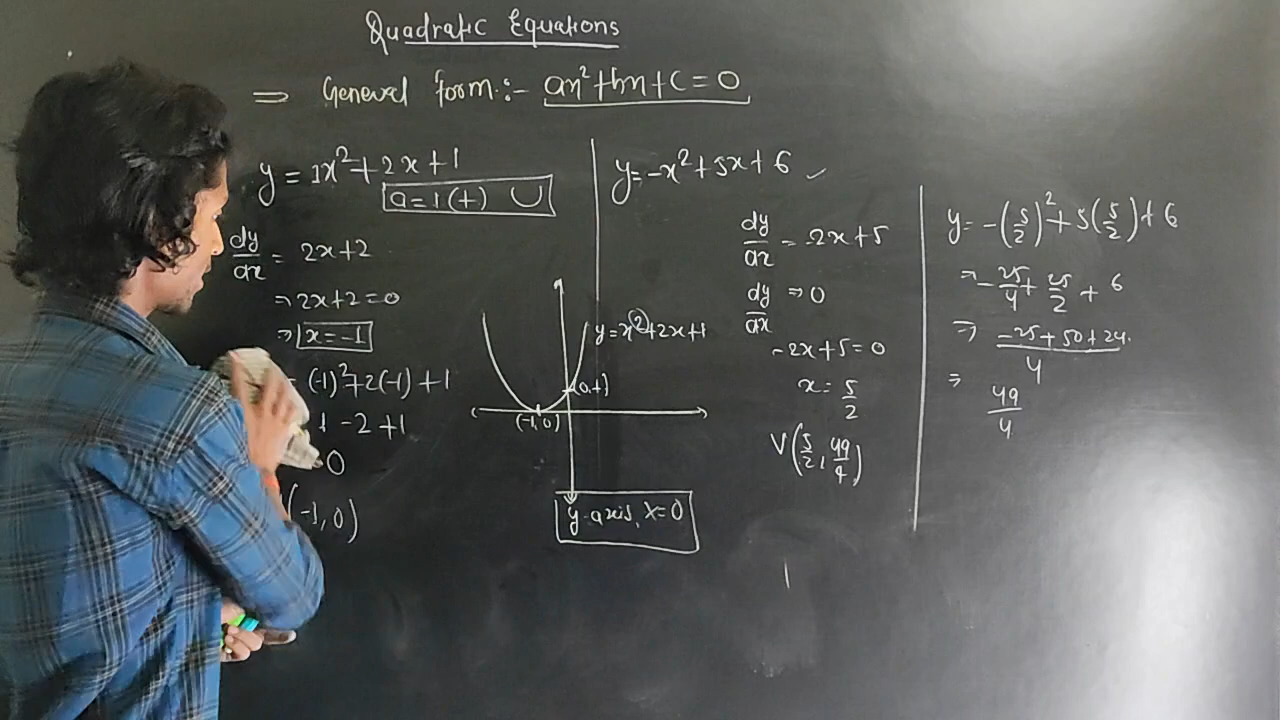 Quadratic Equations
⇒ General form:- ax²+bx+c=0
y = 1x²+2x+1
a=1(+) ∪
dy/dx = 2x+2
⇒ 2x+2=0
⇒ x=-1
= (-1)²+2(-1)+1
1 -2 +1
0
(-1, 0)
y=x²+2x+1
(0,1)
(-1,0)
y-axis, x=0
y=-x²+5x+6 ✓
dy/dx = -2x+5
dy/dx ⇒ 0
-2x+5=0
x= 5/2
V(5/2, 49/4)
y= -(5/2)²+5(5/2)+6
⇒ -25/4 + 25/2 + 6
⇒ -25+50+24/4
⇒ 49/4